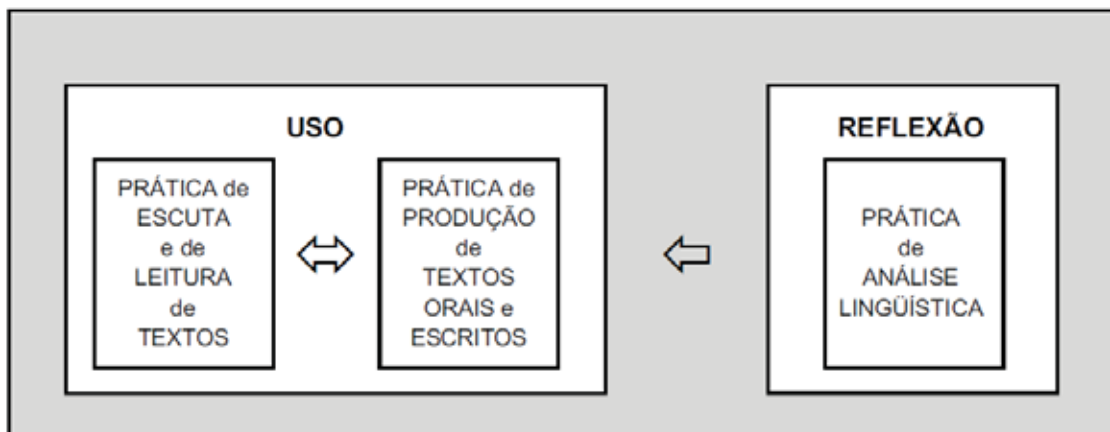 USO
PRÁTICA de
ESCUTA
e de
LEITURA
de
TEXTOS
PRÁTICA de
PRODUÇÃO
de
TEXTOS
ORAIS e
ESCRITOS
REFLEXÃO
PRÁTICA
de
ANÁLISE
LINGÜÍSTICA